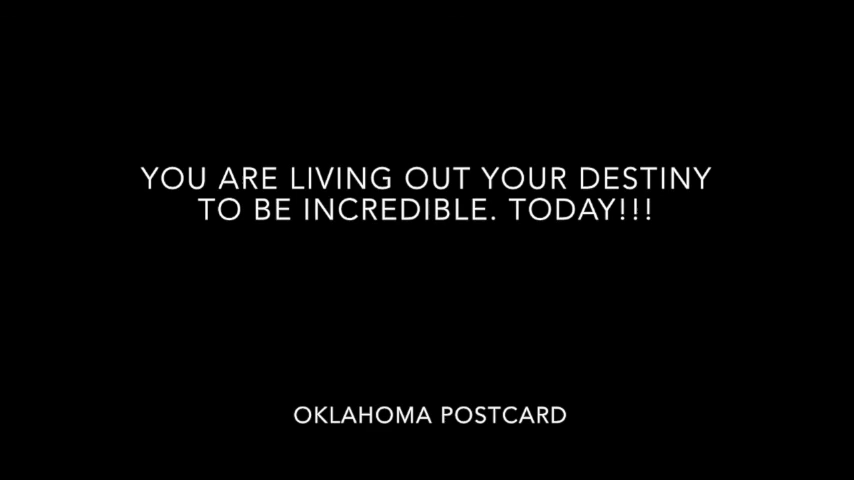 YOU ARE LIVING OUT YOUR DESTINY
TO BE INCREDIBLE. TODAY!!!
OKLAHOMA POSTCARD